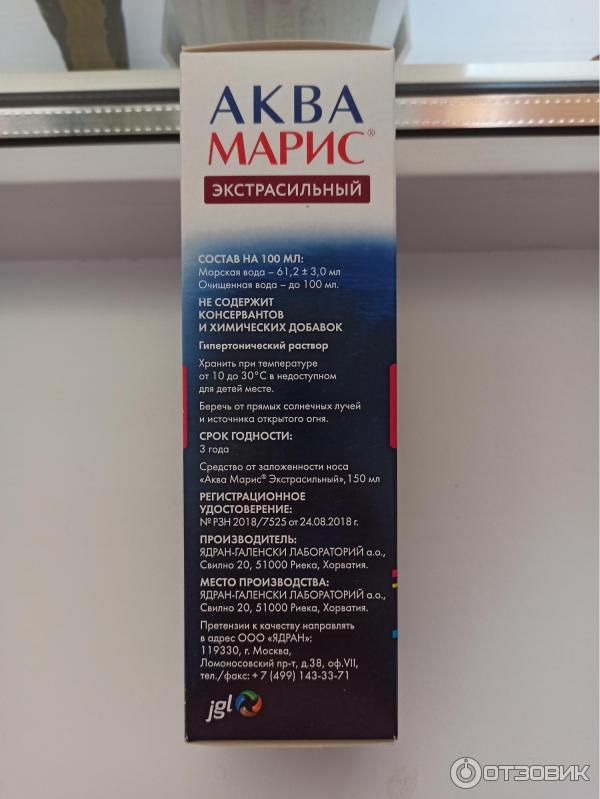 АКВА
МАРИС®
ЭКСТРАСИЛЬНЫЙ
СОСТАВ НА 100 МЛ:
Морская вода – 61,2 ± 3,0 мл
Очищенная вода – до 100 мл.
НЕ СОДЕРЖИТ
КОНСЕРВАНТОВ
И ХИМИЧЕСКИХ ДОБАВОК
Гипертонический раствор
Хранить при температуре
от 10 до 30°С в недоступном
для детей месте.
Беречь от прямых солнечных лучей
и источника открытого огня.
СРОК ГОДНОСТИ:
3 года
Средство от заложенности носа
«Аква Марис® Экстрасильный», 150 мл
РЕГИСТРАЦИОННОЕ
УДОСТОВЕРЕНИЕ:
№ РЗН 2018/7525 от 24.08.2018 г.
ПРОИЗВОДИТЕЛЬ:
ЯДРАН-ГАЛЕНСКИ ЛАБОРАТОРИЙ а.о.,
Свилно 20, 51000 Риека, Хорватия.
МЕСТО ПРОИЗВОДСТВА:
ЯДРАН-ГАЛЕНСКИ ЛАБОРАТОРИЙ а.о.,
Свилно 20, 51000 Риека, Хорватия.
Претензии к качеству направлять
в адрес ООО «ЯДРАН»:
119330, г. Москва,
Ломоносовский пр-т, д.38, оф.VII,
тел./факс: + 7 (499) 143-33-71
jgl
ОТЗОВИК